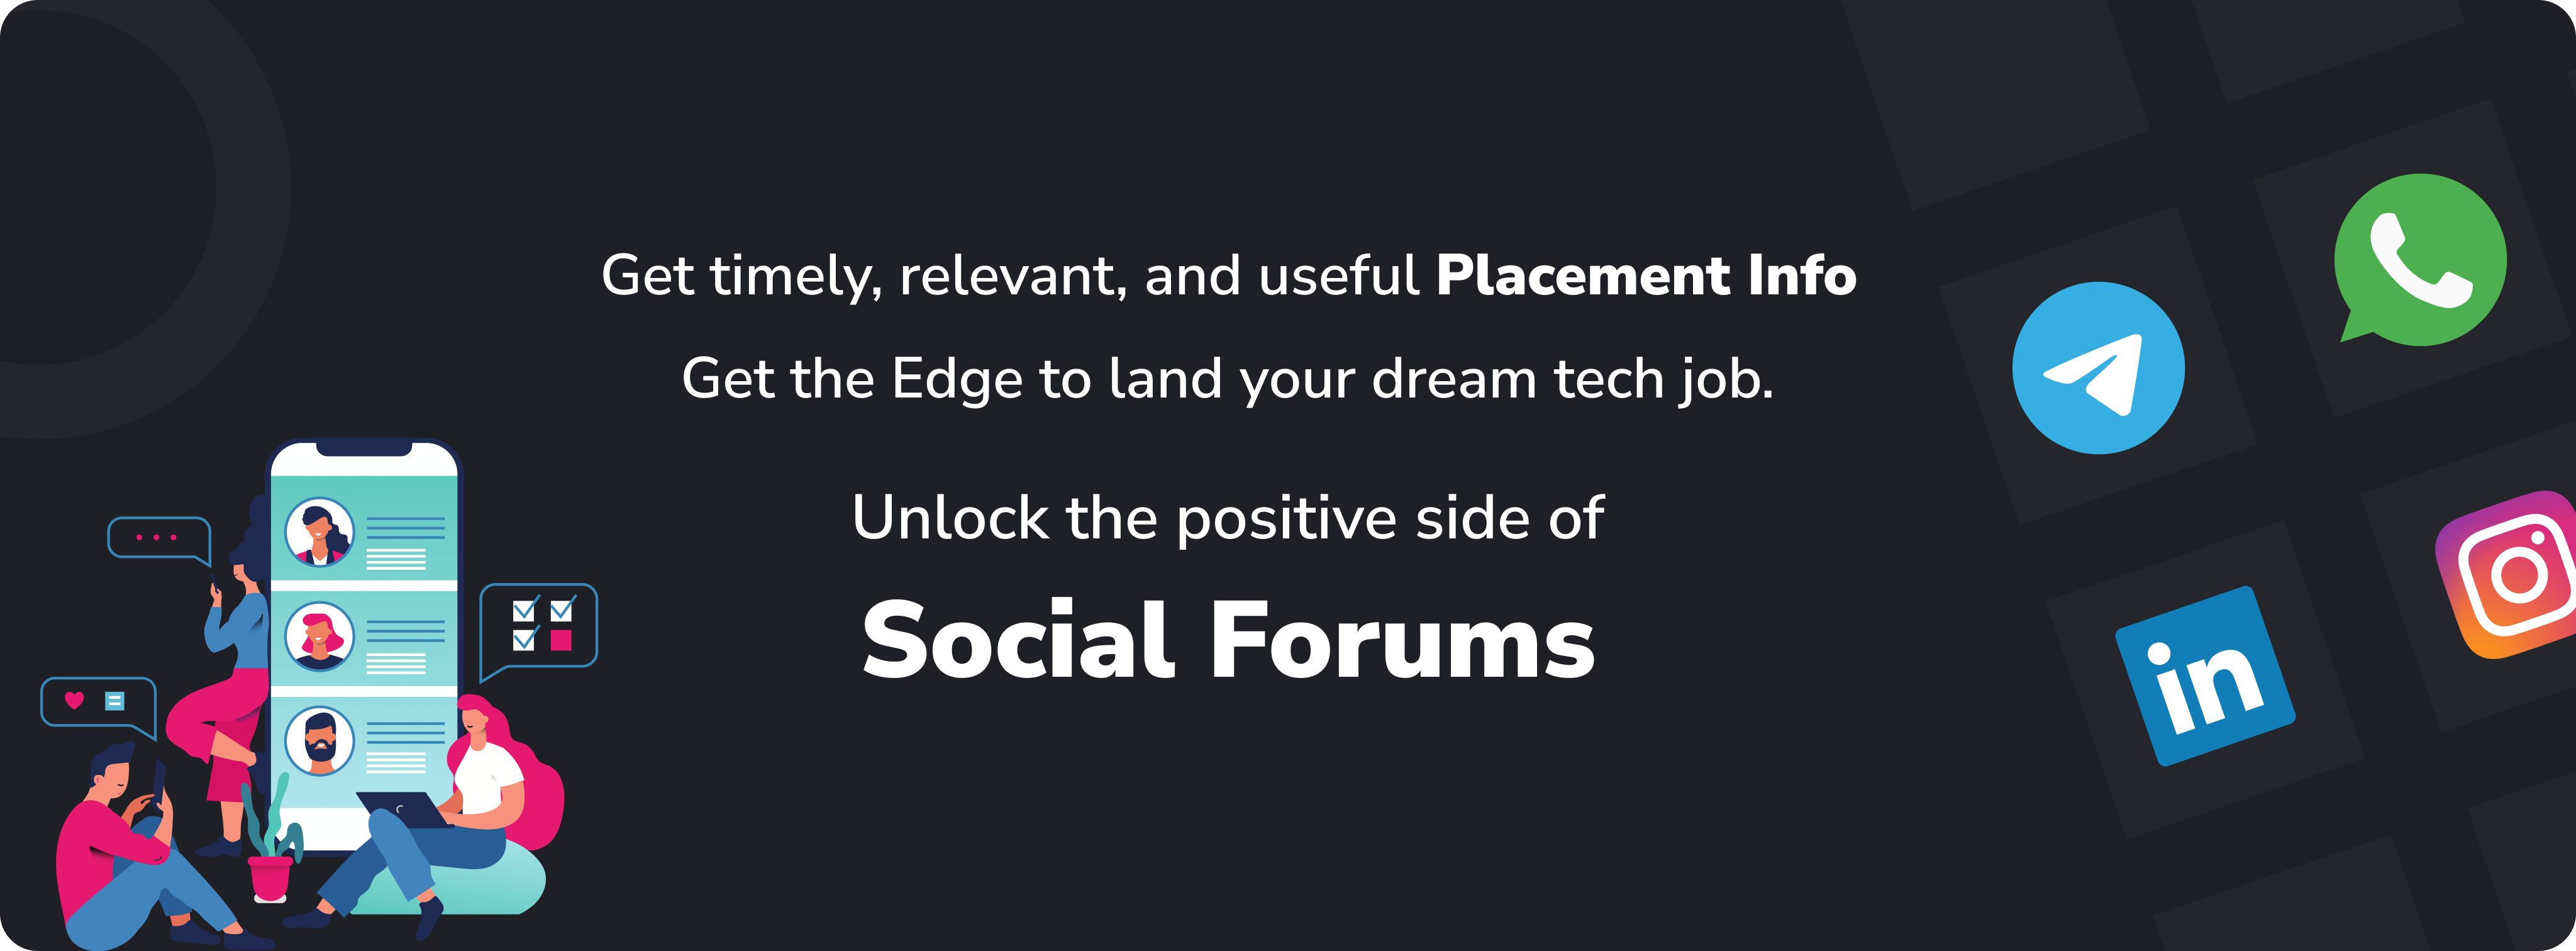 Get timely, relevant, and useful Placement Info
Get the Edge to land your dream tech job.
Unlock the positive side of
Social Forums
in